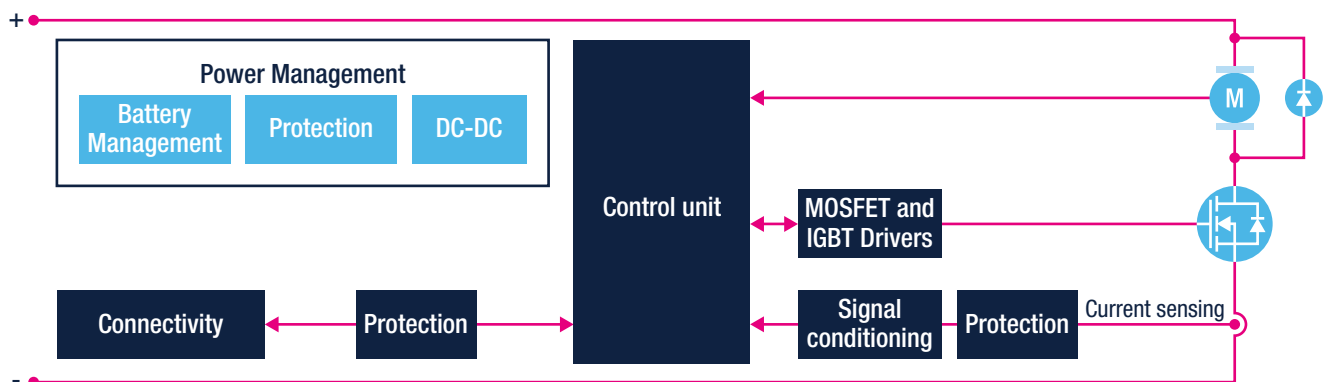 +
Power Management
Battery
Management
Protection
DC-DC
M
Control unit
MOSFET and
IGBT Drivers
Connectivity
Protection
Signal
conditioning
Protection
Current sensing
-